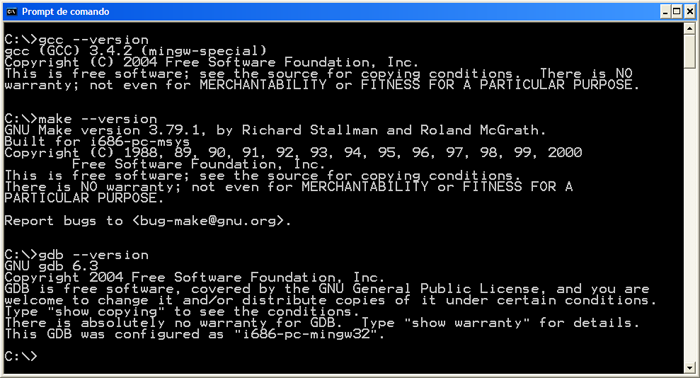 Prompt de comando
C:\>gcc --version
gcc (GCC) 3.4.2 (mingw-special)
Copyright (C) 2004 Free Software Foundation, Inc.
This is free software; see the source for copying conditions.  There is NO
warranty; not even for MERCHANTABILITY or FITNESS FOR A PARTICULAR PURPOSE.
C:\>make --version
GNU Make version 3.79.1, by Richard Stallman and Roland McGrath.
Built for i686-pc-msys
Copyright (C) 1988, 89, 90, 91, 92, 93, 94, 95, 96, 97, 98, 99, 2000
Free Software Foundation, Inc.
This is free software; see the source for copying conditions.
There is NO warranty; not even for MERCHANTABILITY or FITNESS FOR A
PARTICULAR PURPOSE.
Report bugs to <bug-make@gnu.org>.
C:\>gdb --version
GNU gdb 6.3
Copyright 2004 Free Software Foundation, Inc.
GDB is free software, covered by the GNU General Public License, and you are
welcome to change it and/or distribute copies of it under certain conditions.
Type "show copying" to see the conditions.
There is absolutely no warranty for GDB.  Type "show warranty" for details.
This GDB was configured as "i686-pc-mingw32".
C:\>